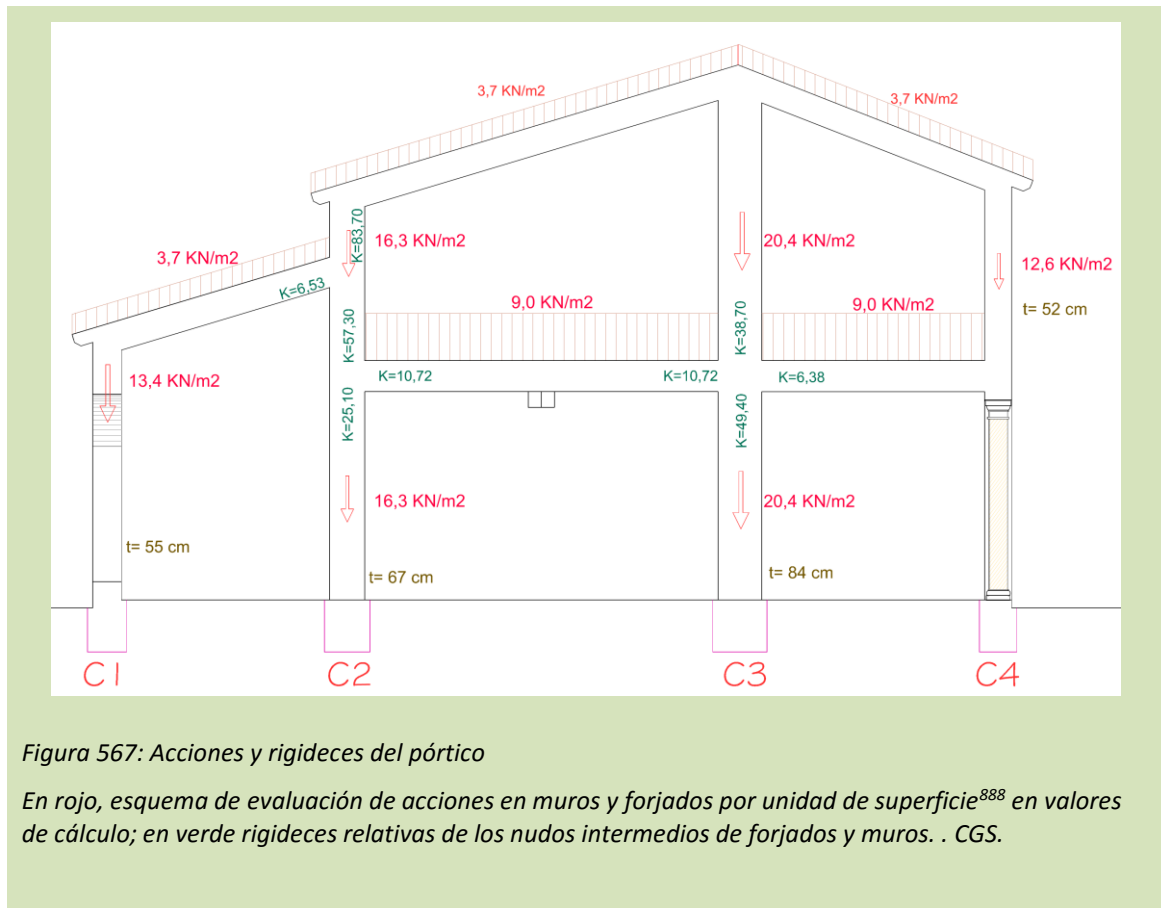 3,7 KN/m2
3,7 KN/m2
K=83,70
16,3 KN/m2
20,4 KN/m2
3,7 KN/m2
12,6 KN/m2
K=6,53
9,0 KN/m2
9,0 KN/m2
t= 52 cm
K=57,30
K=38,70
13,4 KN/m2
K=10,72
K=10,72
K=6,38
K=25,10
K=49,40
16,3 KN/m2
20,4 KN/m2
t= 55 cm
t= 67 cm
t= 84 cm
C1
C2
C3
C4
Figura 567: Acciones y rigideces del pórtico
En rojo, esquema de evaluación de acciones en muros y forjados por unidad de superficie888 en valores
de cálculo; en verde rigideces relativas de los nudos intermedios de forjados y muros. . CGS.